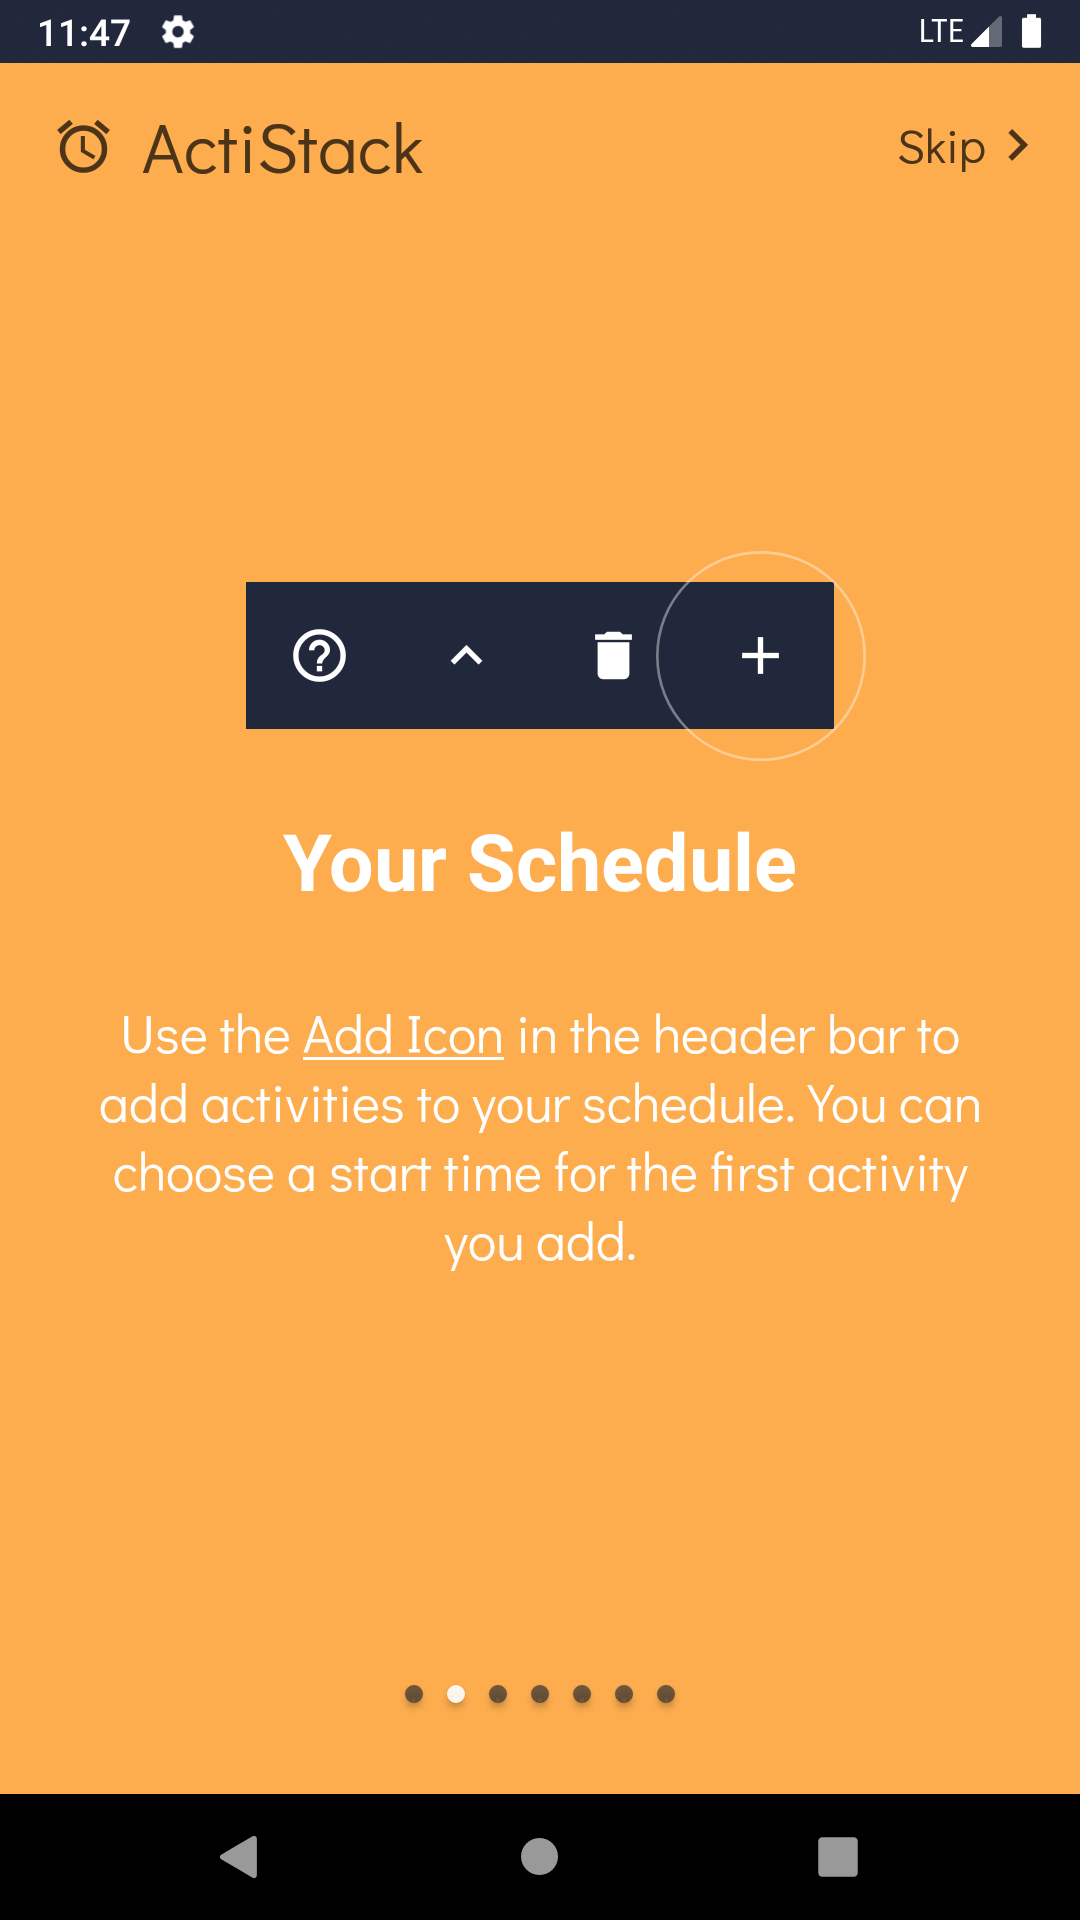 11:47
LTE
ActiStack
Skip
Your Schedule
Use the Add Icon in the header bar to
add activities to your schedule. You can
choose a start time for the first activity
you add.